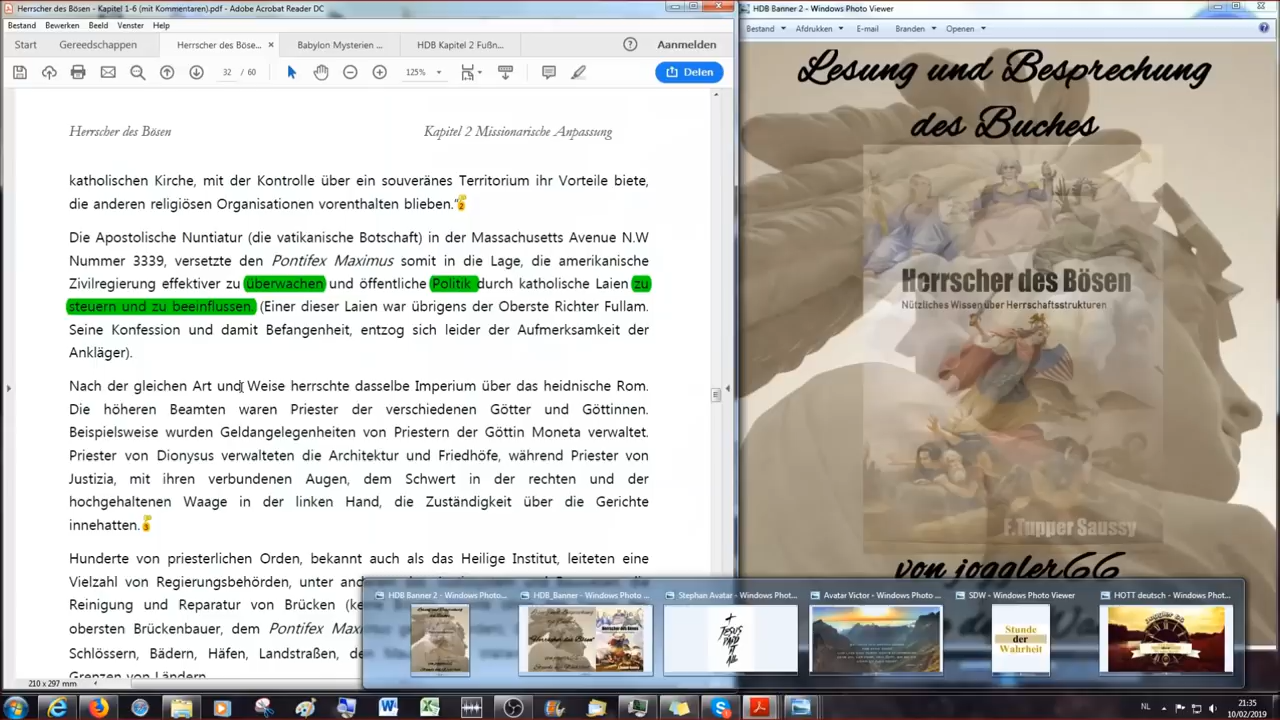 Herrscher des Bösen - Kapitel 1-6 (mit Kommentaren).pdf - Adobe Acrobat Reader DC
Bestand Bewerken Beeld Venster Help
Start Gereedschappen Herrscher des Böse... × Babylon Mysterien ... HDB Kapitel 2 Fußn... Anmelden
32 / 60 125% Delen
Herrscher des Bösen Kapitel 2 Missionarische Anpassung
katholischen Kirche, mit der Kontrolle über ein souveränes Territorium ihr Vorteile biete,
die anderen religiösen Organisationen vorenthalten blieben."2
Die Apostolische Nuntiatur (die vatikanische Botschaft) in der Massachusetts Avenue N.W
Nummer 3339, versetzte den Pontifex Maximus somit in die Lage, die amerikanische
Zivilregierung effektiver zu überwachen und öffentliche Politik durch katholische Laien zu
steuern und zu beeinflussen. (Einer dieser Laien war übrigens der Oberste Richter Fullam.
Seine Konfession und damit Befangenheit, entzog sich leider der Aufmerksamkeit der
Ankläger).
Nach der gleichen Art und Weise herrschte dasselbe Imperium über das heidnische Rom.
Die höheren Beamten waren Priester der verschiedenen Götter und Göttinnen.
Beispielsweise wurden Geldangelegenheiten von Priestern der Göttin Moneta verwaltet.
Priester von Dionysus verwalteten die Architektur und Friedhöfe, während Priester von
Justizia, mit ihren verbundenen Augen, dem Schwert in der rechten und der
hochgehaltenen Waage in der linken Hand, die Zuständigkeit über die Gerichte
innehatten.3
Hunderte von priesterlichen Orden, bekannt auch als das Heilige Institut, leiteten eine
Vielzahl von Regierungsbehörden, unter
Reinigung und Reparatur von Brücken
obersten Brückenbauer, dem Pontifex
Schlössern, Bädern, Häfen, Landstraßen,
Grenzen von Ländern.
210 x 297 mm
HDB Banner 2 - Windows Photo Viewer
Bestand Afdrukken E-mail Branden Openen
Lesung und Besprechung
des Buches
Herrscher des Bösen
Nützliches Wissen über Herrschaftsstrukturen
F.Tupper Saussy
von joggler66
HDB Banner 2 - Windows Photo... HDB_Banner - Windows Photo ... Stephan Avatar - Windows Phot... Avatar Victor - Windows Photo ... SDW - Windows Photo Viewer HOTT deutsch - Windows Phot...
JESUS
PAID IT
ALL
Stunde
der
Wahrheit
NL 21:35
10/02/2019